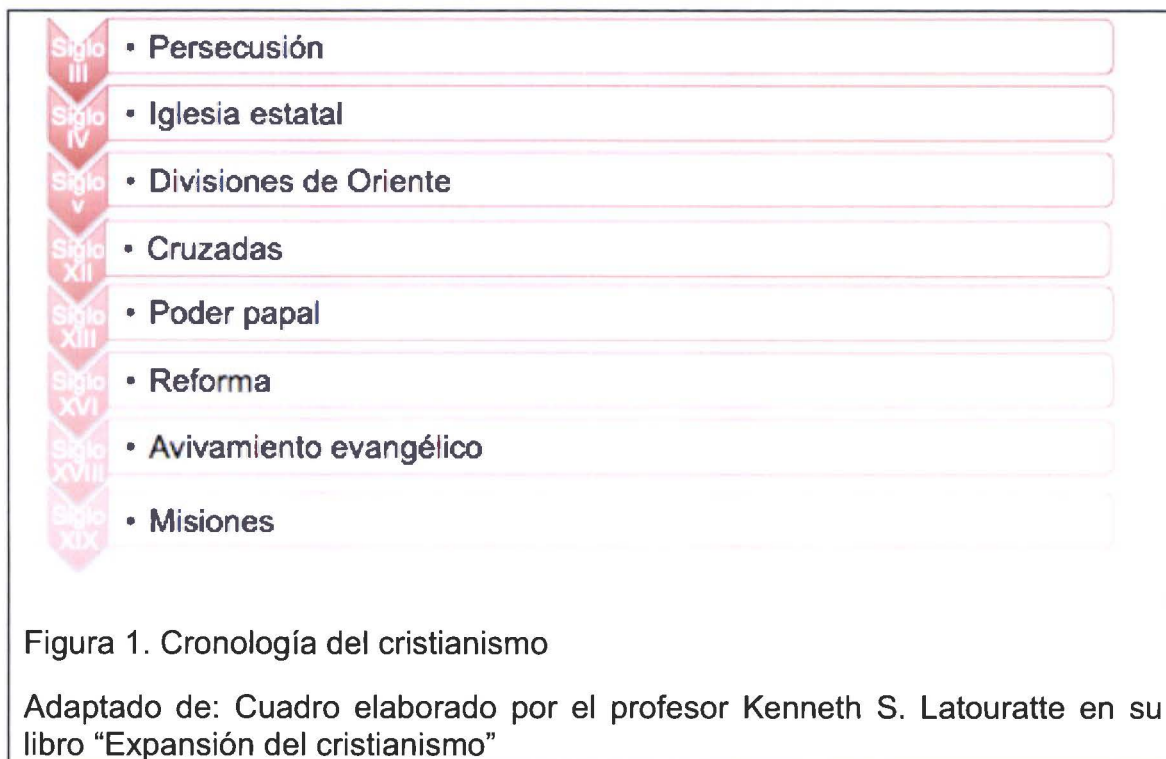 Siglo III • Persecusión
Siglo IV • Iglesia estatal
Siglo V • Divisiones de Oriente
Siglo XII • Cruzadas
Siglo XIII • Poder papal
Siglo XVI • Reforma
Siglo XVIII • Avivamiento evangélico
Siglo XIX • Misiones
Figura 1. Cronología del cristianismo
Adaptado de: Cuadro elaborado por el profesor Kenneth S. Latouratte en su
libro “Expansión del cristianismo”